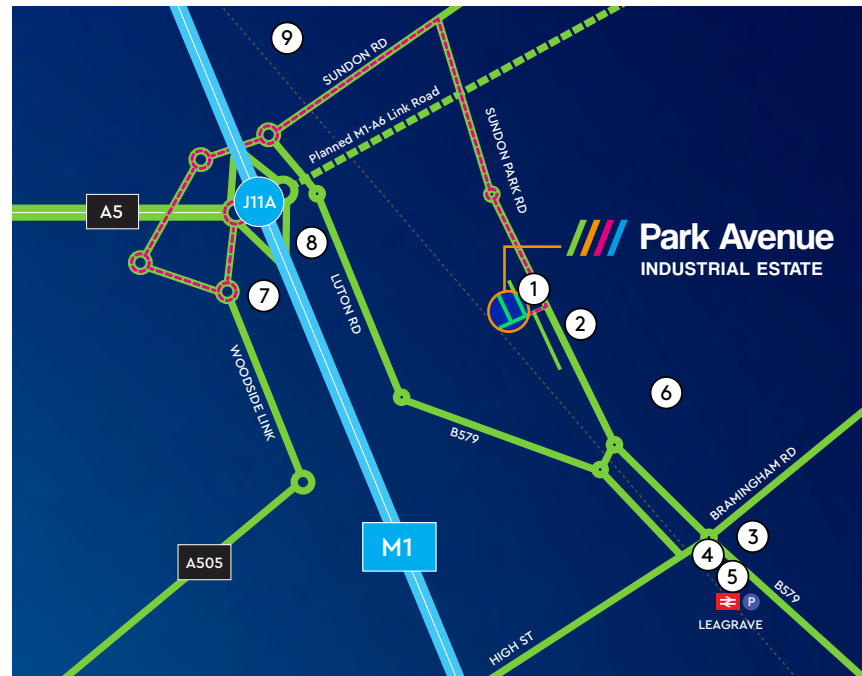 9
SUNDON RD
Planned M1-A6 Link Road
SUNDON PARK RD
A5
J11A
8
Park Avenue
INDUSTRIAL ESTATE
7
1
LUTON RD
2
WOODSIDE LINK
6
B579
BRAMINGHAM RD
M1
A505
3
4
5
B579
P
LEAGRAVE
HIGH ST